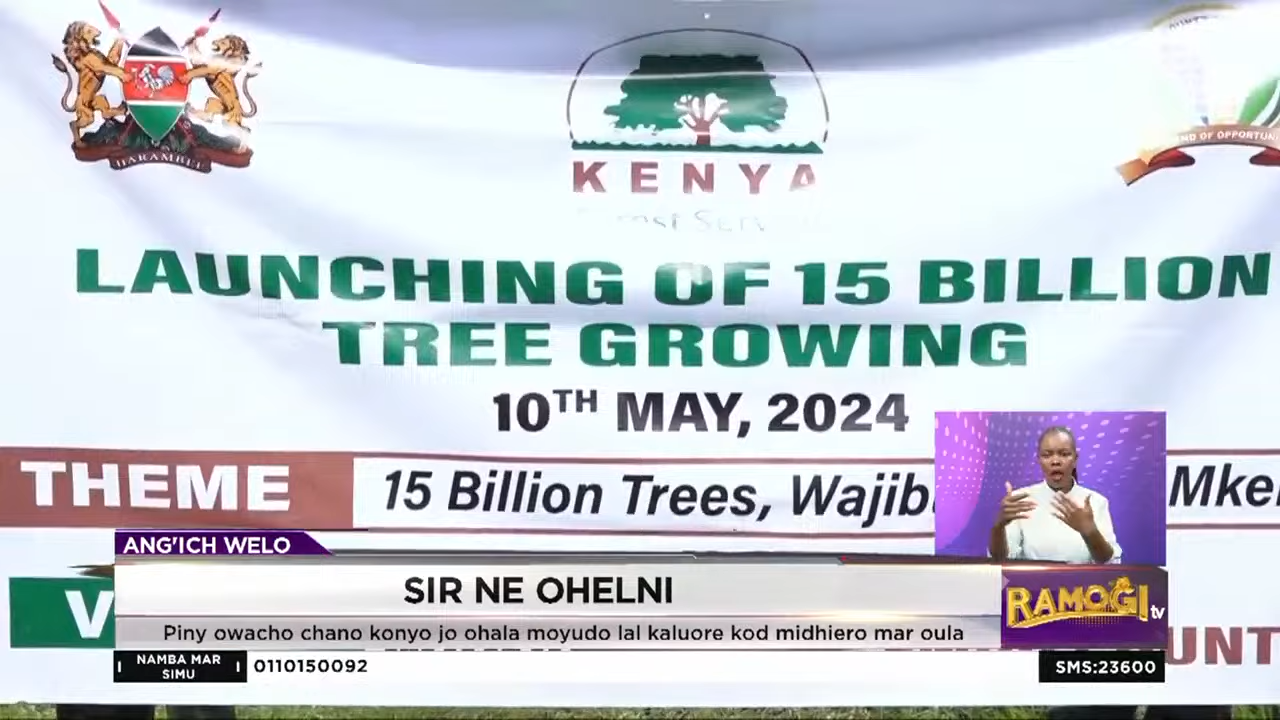 HARAMBEE
KENYA
LAUNCHING OF 15 BILLION
TREE GROWING
10TH MAY, 2024
THEME
15 Billion Trees,
ANG'ICH WELO
SIR NE OHELNI
RAMOGI tv
Piny owacho chano konyo jo ohala moyudo lal kaluore kod midhiero mar oula
NAMBA MAR
SIMU
0110150092
SMS:23600